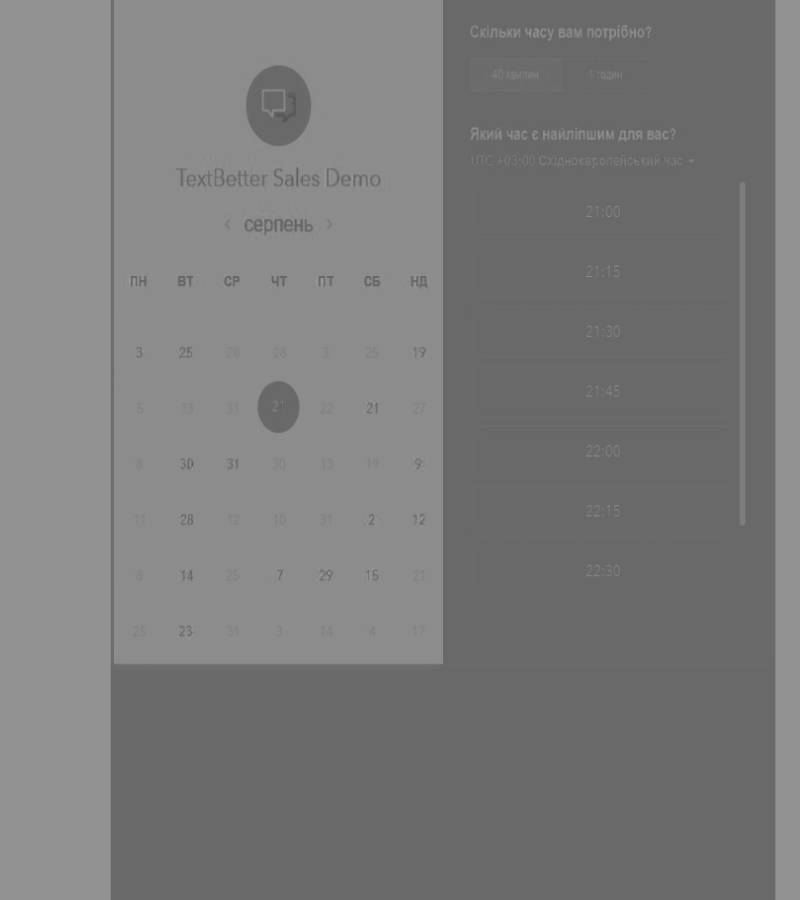 TextBetter Sales Demo
‹ серпень ›
ПН ВТ СР ЧТ ПТ СБ НД
3 25 28 28 3 25 19
5 13 31 21 22 21 27
8 30 31 30 13 19 9
11 28 12 10 31 2 12
8 14 25 7 29 15 21
25 23 31 3 14 4 17
Скільки часу вам потрібно?
40 хвилин 1 годин
Який час є найліпшим для вас?
UTC +03:00 Східноєвропейський час
21:00
21:15
21:30
21:45
22:00
22:15
22:30